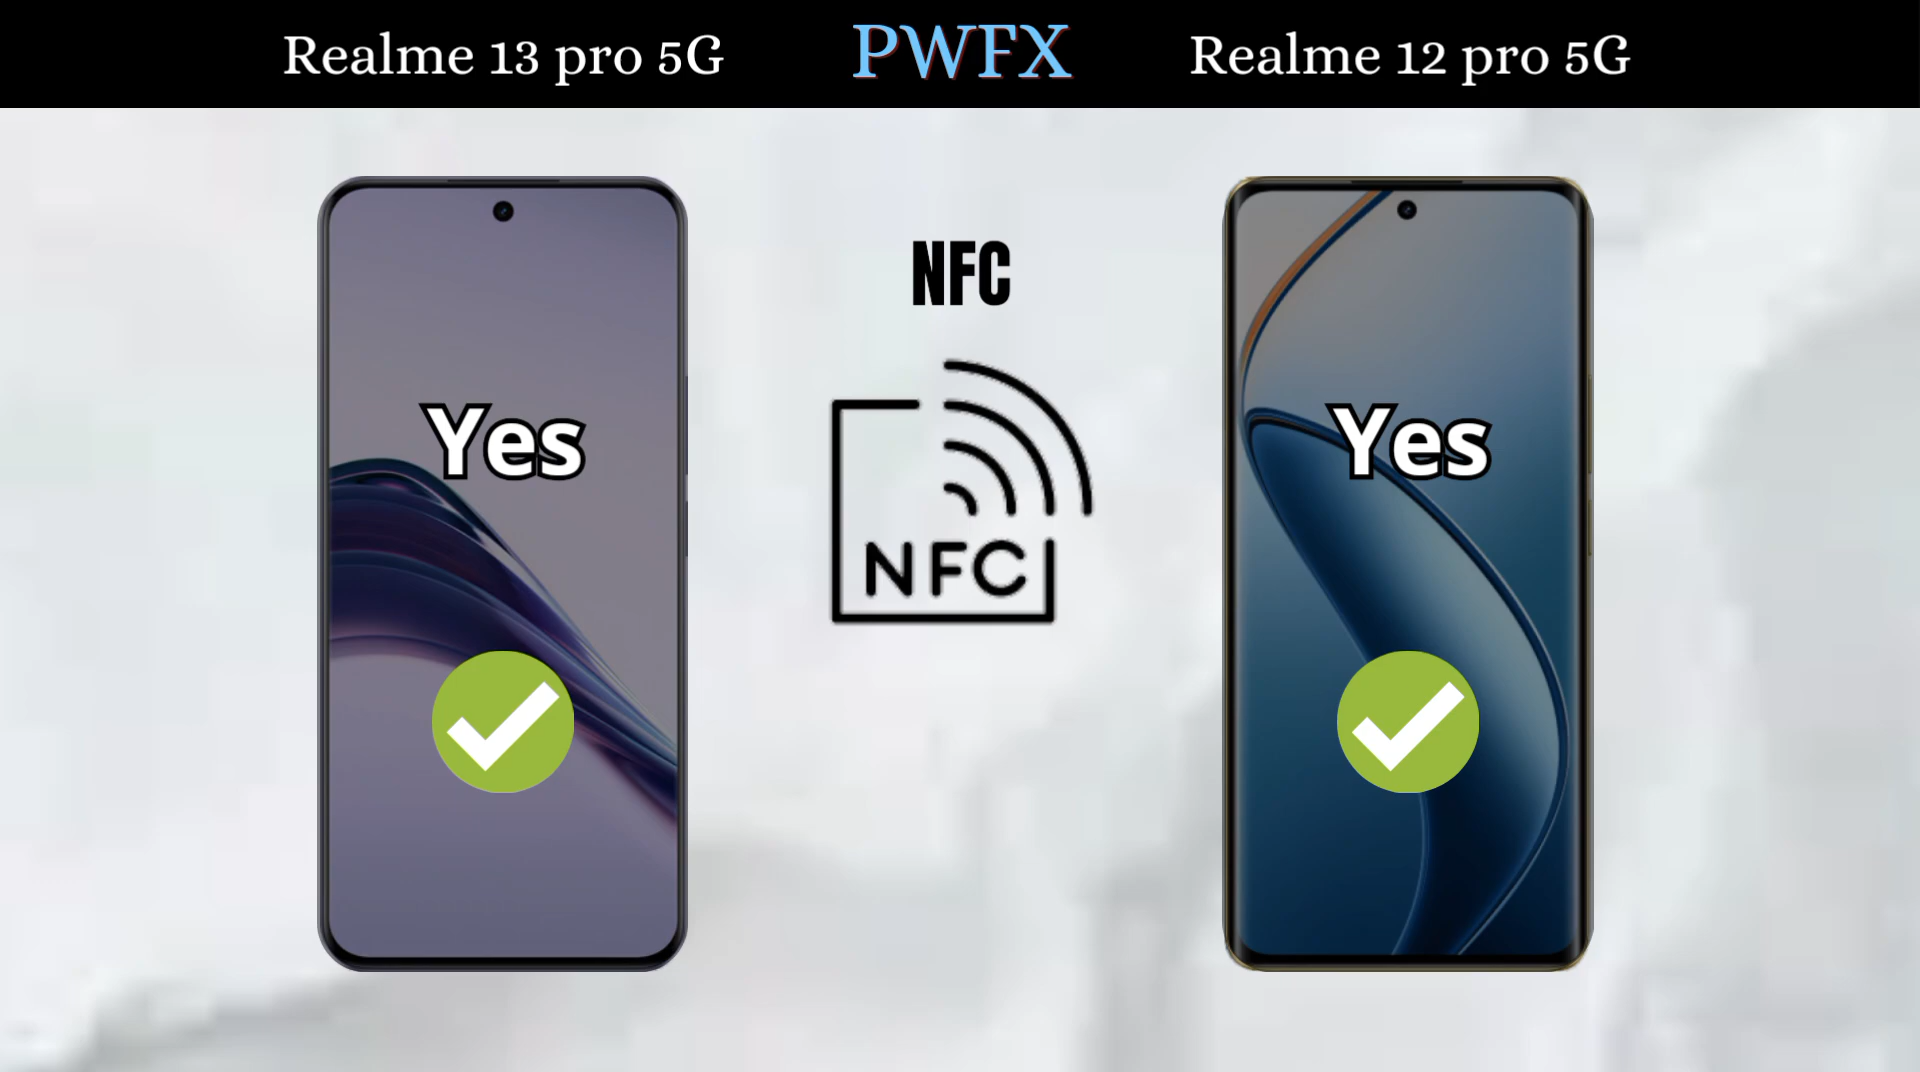 Realme 13 pro 5G
PWFX
Realme 12 pro 5G
NFC
Yes
NFC
Yes